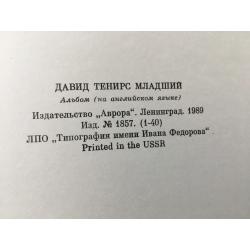 ДАВИД ТЕНИРС МЛАДШИЙ
Альбом (на английском языке)
Издательство „Аврора“. Ленинград. 1989
Изд. № 1857. (1-40)
ЛПО „Типография имени Ивана Федорова“
Printed in the USSR